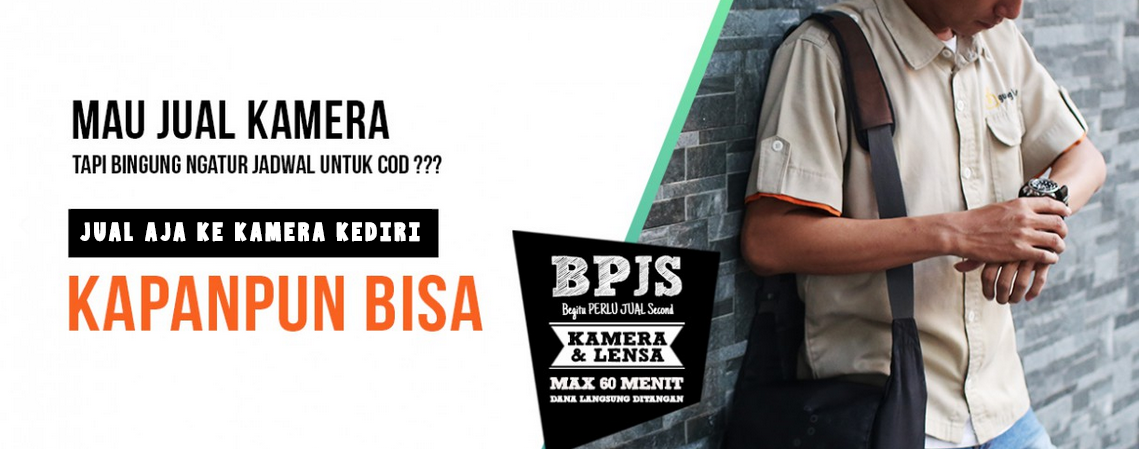 MAU JUAL KAMERA
TAPI BINGUNG NGATUR JADWAL UNTUK COD ???
JUAL AJA KE KAMERA KEDIRI
KAPANPUN BISA
BPJS
Begitu PERLU JUAL Second
KAMERA
& LENSA
MAX 60 MENIT
DANA LANGSUNG DITANGAN